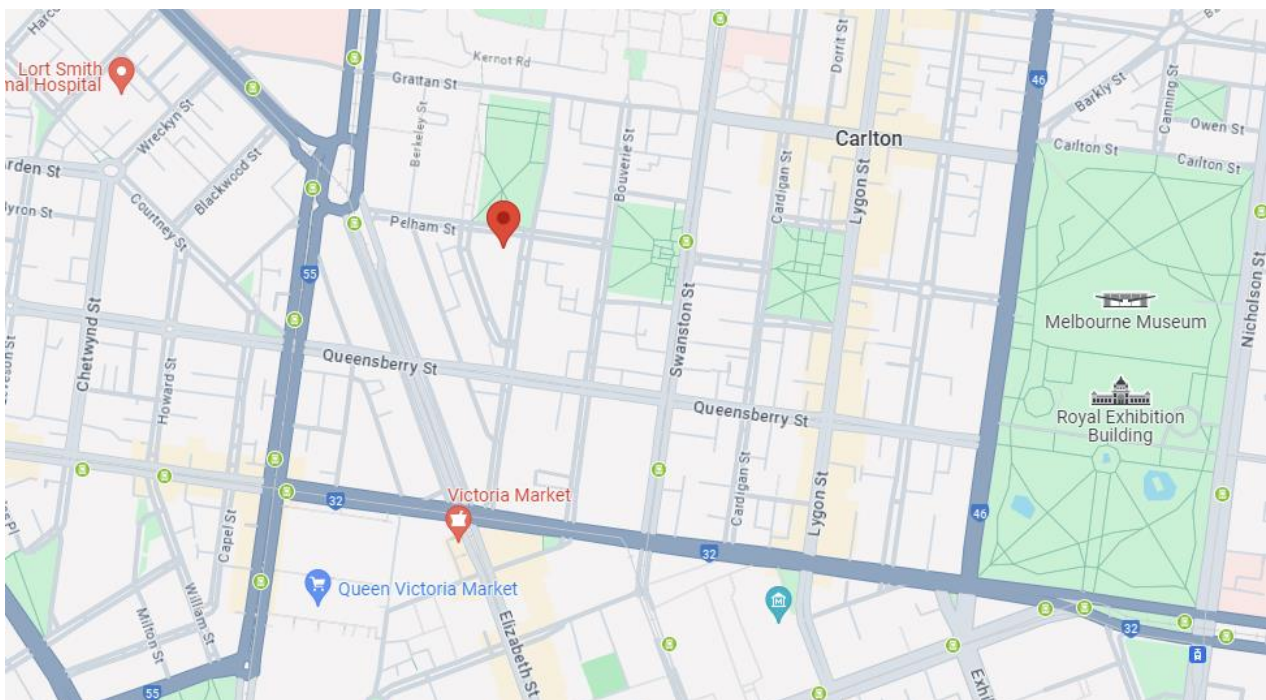 Lort Smith
mal Hospital
Wreckyn St
Blackwood St
Courtney St
arden St
Byron St
Chetwynd St
Howard St
Capel St
William St
Milton St
55
55
Kernot Rd
Grattan St
Berkeley St
Pelham St
Bouverie St
Queensberry St
Swanston St
Cardigan St
Dorrit St
Carlton
Lygon St
46
Barkly St
Canning St
Owen St
Carlton St
Carlton St
Nicholson St
Melbourne Museum
Royal Exhibition
Building
Queensberry St
Cardigan St
Lygon St
46
32
Victoria Market
Queen Victoria Market
Elizabeth St
32
32
Exhi